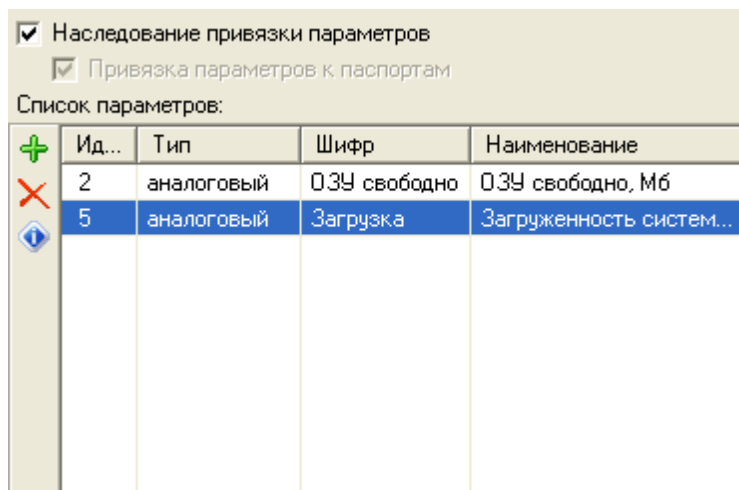 Наследование привязки параметров
Привязка параметров к паспортам
Список параметров:
Ид... Тип Шифр Наименование
2 аналоговый ОЗУ свободно ОЗУ свободно, Мб
5 аналоговый Загрузка Загруженность систем...